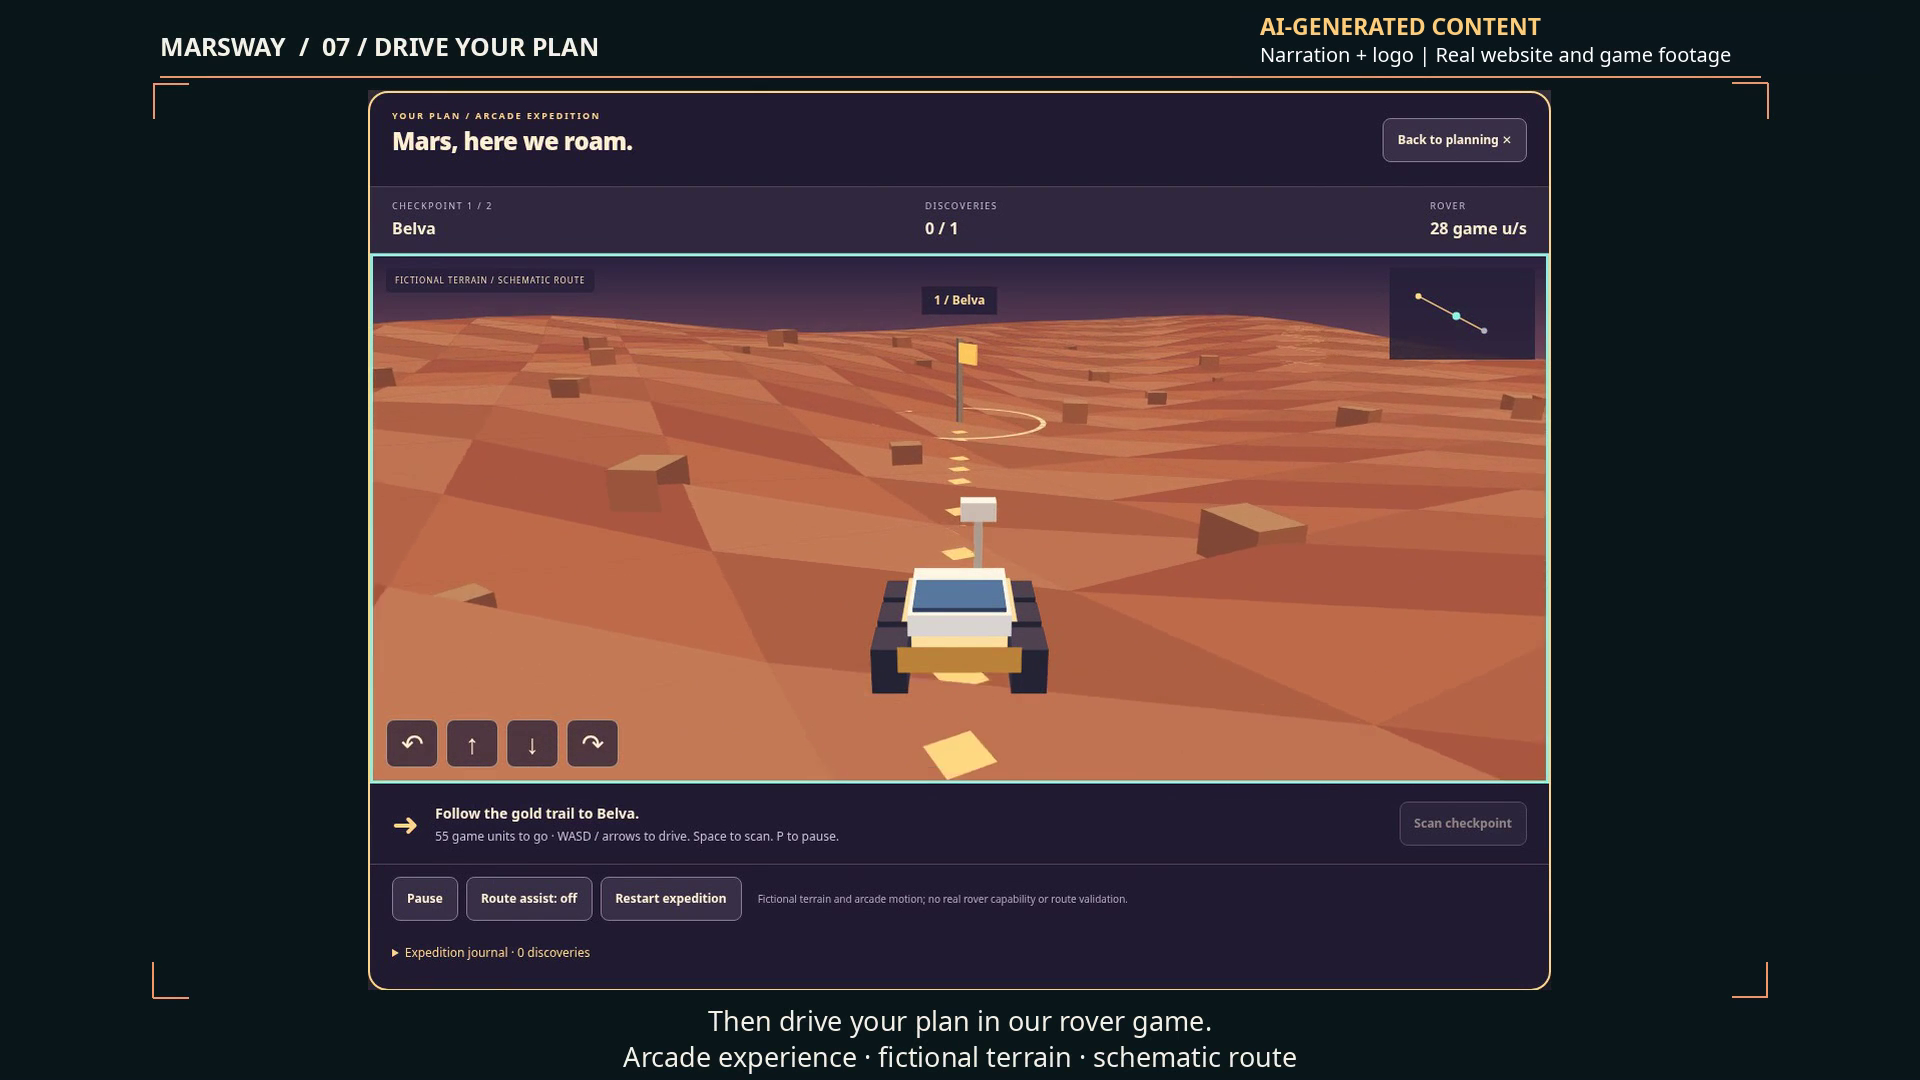 MARSWAY / 07 / DRIVE YOUR PLAN
AI-GENERATED CONTENT
Narration + logo | Real website and game footage
YOUR PLAN / ARCADE EXPEDITION
Mars, here we roam.
Back to planning ×
CHECKPOINT 1 / 2
Belva
DISCOVERIES
0 / 1
ROVER
28 game u/s
FICTIONAL TERRAIN / SCHEMATIC ROUTE
1 / Belva
↶ ↑ ↓ ↷
➜ Follow the gold trail to Belva.
55 game units to go · WASD / arrows to drive. Space to scan. P to pause.
Scan checkpoint
Pause
Route assist: off
Restart expedition
Fictional terrain and arcade motion; no real rover capability or route validation.
▶ Expedition journal · 0 discoveries
Then drive your plan in our rover game.
Arcade experience · fictional terrain · schematic route